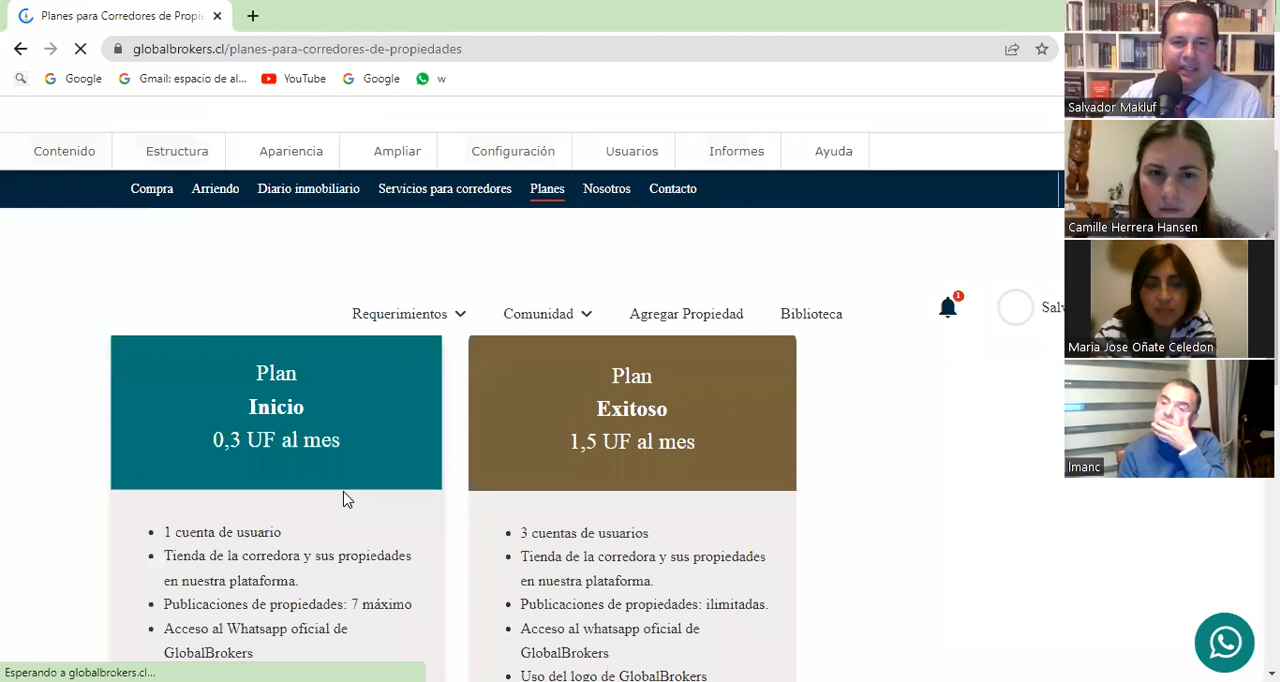 Planes para Corredores de Propie
globalbrokers.cl/planes-para-corredores-de-propiedades
Google
Gmail: espacio de al...
YouTube
Google
w
Contenido
Estructura
Apariencia
Ampliar
Configuración
Usuarios
Informes
Ayuda
Compra
Arriendo
Diario inmobiliario
Servicios para corredores
Planes
Nosotros
Contacto
Requerimientos
Comunidad
Agregar Propiedad
Biblioteca
1
Salv
Plan
Inicio
0,3 UF al mes
1 cuenta de usuario
Tienda de la corredora y sus propiedades
en nuestra plataforma.
Publicaciones de propiedades: 7 máximo
Acceso al Whatsapp oficial de
GlobalBrokers
Plan
Exitoso
1,5 UF al mes
3 cuentas de usuarios
Tienda de la corredora y sus propiedades
en nuestra plataforma.
Publicaciones de propiedades: ilimitadas.
Acceso al whatsapp oficial de
GlobalBrokers
Uso del logo de GlobalBrokers
Esperando a globalbrokers.cl...
Salvador Makluf
Camille Herrera Hansen
Maria Jose Oñate Celedon
lmanc